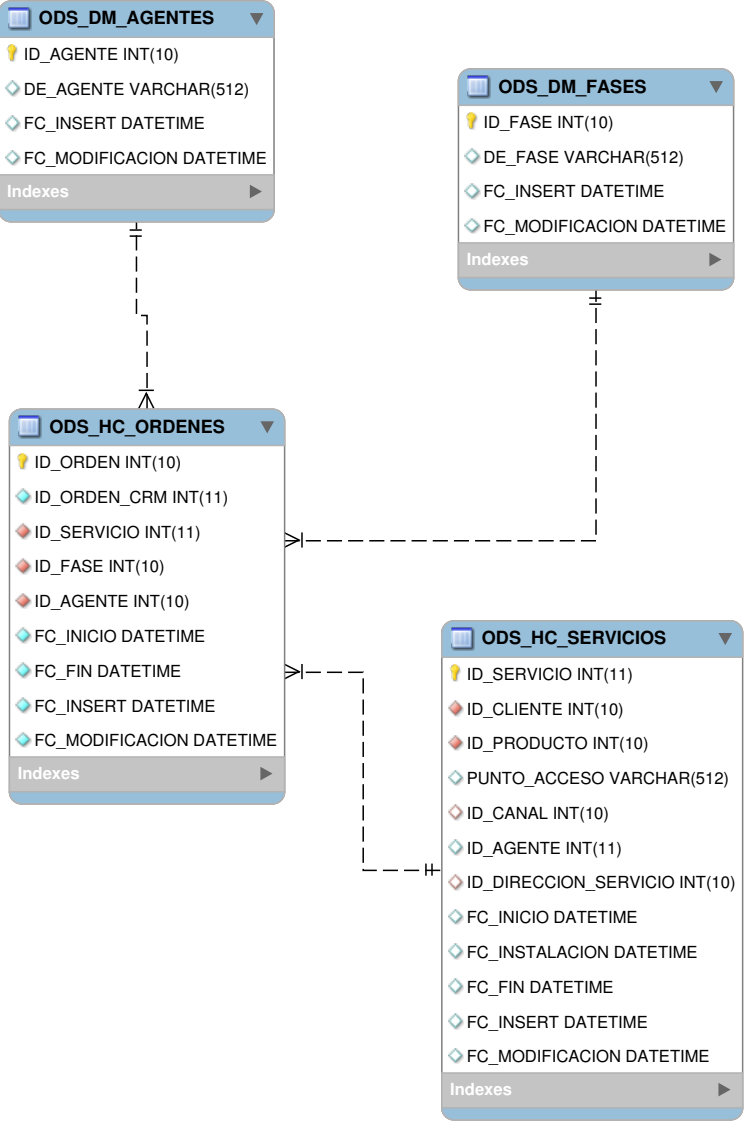 ODS_DM_AGENTES
ID_AGENTE INT(10)
DE_AGENTE VARCHAR(512)
FC_INSERT DATETIME
FC_MODIFICACION DATETIME
Indexes
ODS_DM_FASES
ID_FASE INT(10)
DE_FASE VARCHAR(512)
FC_INSERT DATETIME
FC_MODIFICACION DATETIME
Indexes
ODS_HC_ORDENES
ID_ORDEN INT(10)
ID_ORDEN_CRM INT(11)
ID_SERVICIO INT(11)
ID_FASE INT(10)
ID_AGENTE INT(10)
FC_INICIO DATETIME
FC_FIN DATETIME
FC_INSERT DATETIME
FC_MODIFICACION DATETIME
Indexes
ODS_HC_SERVICIOS
ID_SERVICIO INT(11)
ID_CLIENTE INT(10)
ID_PRODUCTO INT(10)
PUNTO_ACCESO VARCHAR(512)
ID_CANAL INT(10)
ID_AGENTE INT(11)
ID_DIRECCION_SERVICIO INT(10)
FC_INICIO DATETIME
FC_INSTALACION DATETIME
FC_FIN DATETIME
FC_INSERT DATETIME
FC_MODIFICACION DATETIME
Indexes